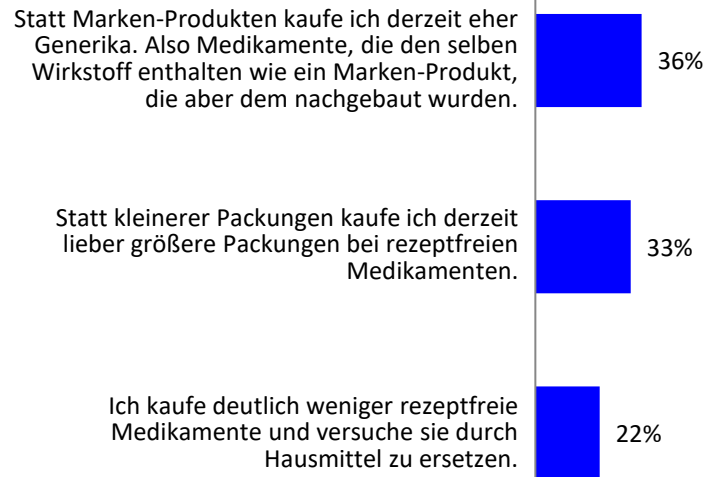 Statt Marken-Produkten kaufe ich derzeit eher
Generika. Also Medikamente, die den selben
Wirkstoff enthalten wie ein Marken-Produkt,
die aber dem nachgebaut wurden.
36%
Statt kleinerer Packungen kaufe ich derzeit
lieber größere Packungen bei rezeptfreien
Medikamenten.
33%
Ich kaufe deutlich weniger rezeptfreie
Medikamente und versuche sie durch
Hausmittel zu ersetzen.
22%